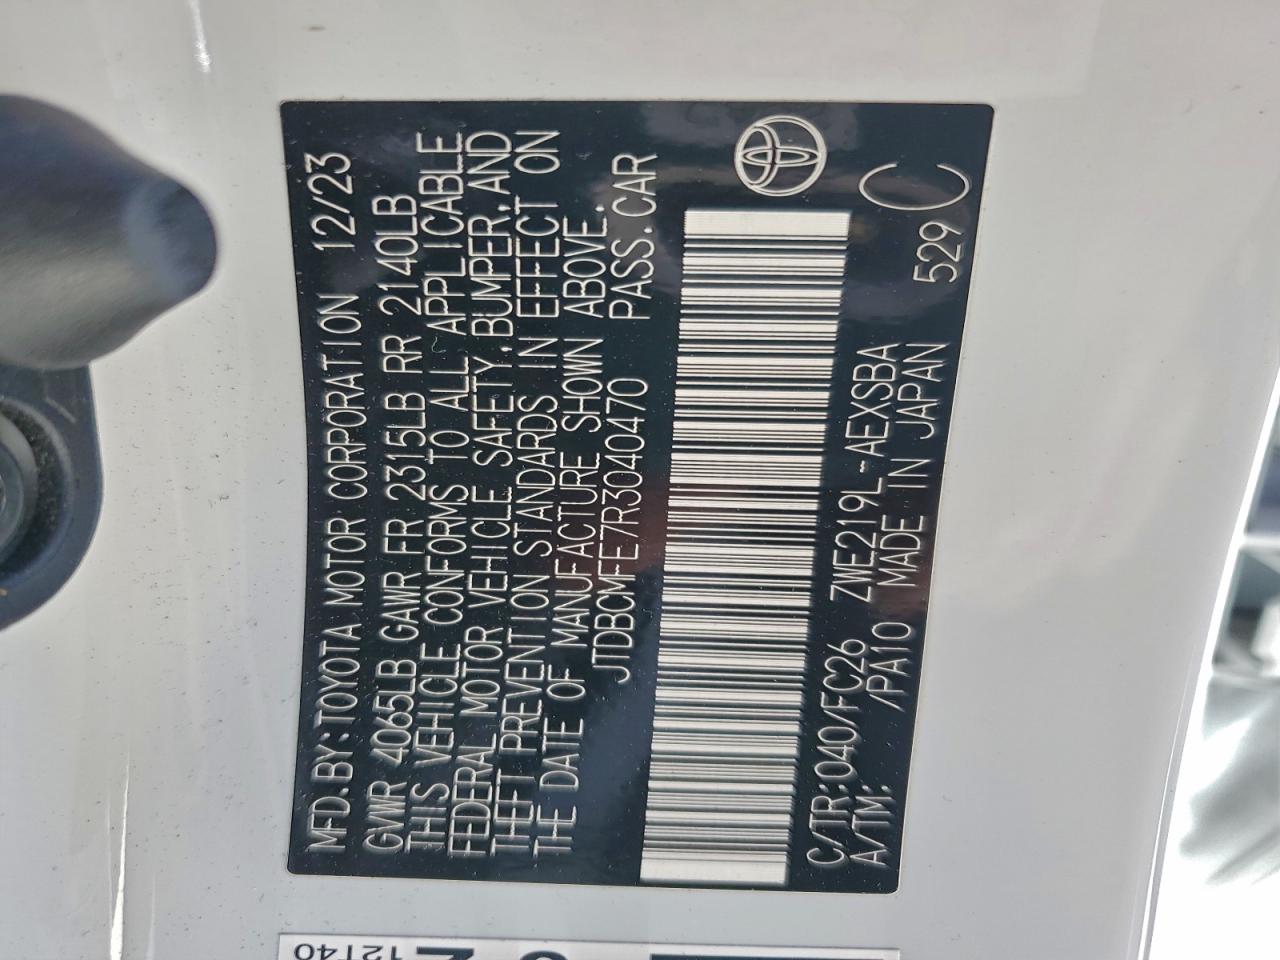 MFD.BY:TOYOTA MOTOR CORPORATION 12/23
GVWR 4065LB GAWR FR 2315LB RR 2140LB
THIS VEHICLE CONFORMS TO ALL APPLICABLE
FEDERAL MOTOR VEHICLE SAFETY,BUMPER,AND
THEFT PREVENTION STANDARDS IN EFFECT ON
THE DATE OF MANUFACTURE SHOWN ABOVE.
JTDBCMFE7R3040470 PASS.CAR
C/TR:040/FC26 ZWE219L-AEXSBA
A/TM: /PA10 MADE IN JAPAN 529 C
12T40